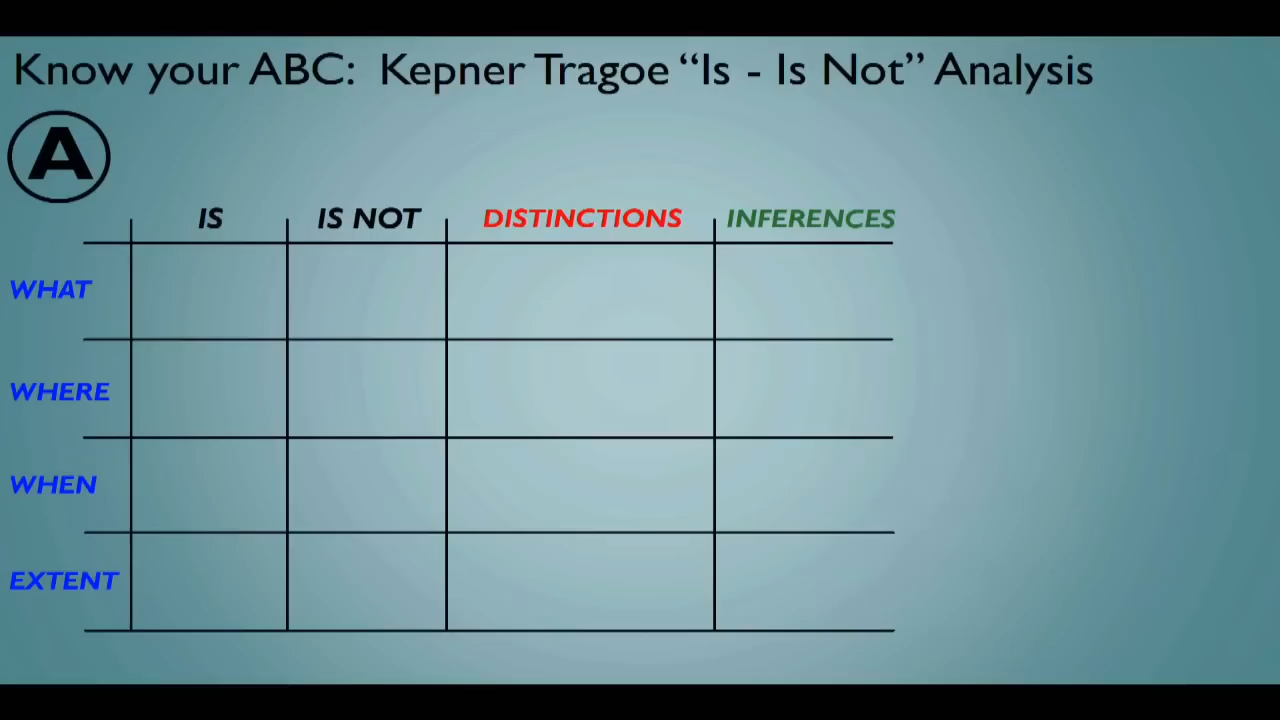 Know your ABC: Kepner Tragoe “Is - Is Not” Analysis
A
IS IS NOT DISTINCTIONS INFERENCES
WHAT
WHERE
WHEN
EXTENT